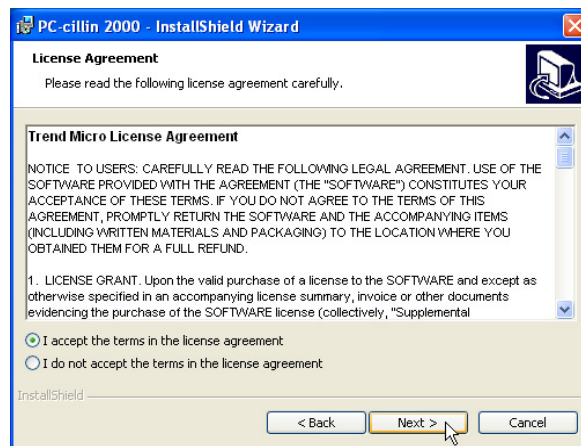 PC-cillin 2000 - InstallShield Wizard
License Agreement
Please read the following license agreement carefully.
Trend Micro License Agreement
NOTICE TO USERS: CAREFULLY READ THE FOLLOWING LEGAL AGREEMENT. USE OF THE
SOFTWARE PROVIDED WITH THE AGREEMENT (THE "SOFTWARE") CONSTITUTES YOUR
ACCEPTANCE OF THESE TERMS. IF YOU DO NOT AGREE TO THE TERMS OF THIS
AGREEMENT, PROMPTLY RETURN THE SOFTWARE AND THE ACCOMPANYING ITEMS
(INCLUDING WRITTEN MATERIALS AND PACKAGING) TO THE LOCATION WHERE YOU
OBTAINED THEM FOR A FULL REFUND.
1. LICENSE GRANT. Upon the valid purchase of a license to the SOFTWARE and except as
otherwise specified in an accompanying license summary, invoice or other documents
evidencing the purchase of the SOFTWARE license (collectively, "Supplemental
I accept the terms in the license agreement
I do not accept the terms in the license agreement
InstallShield
< Back
Next >
Cancel